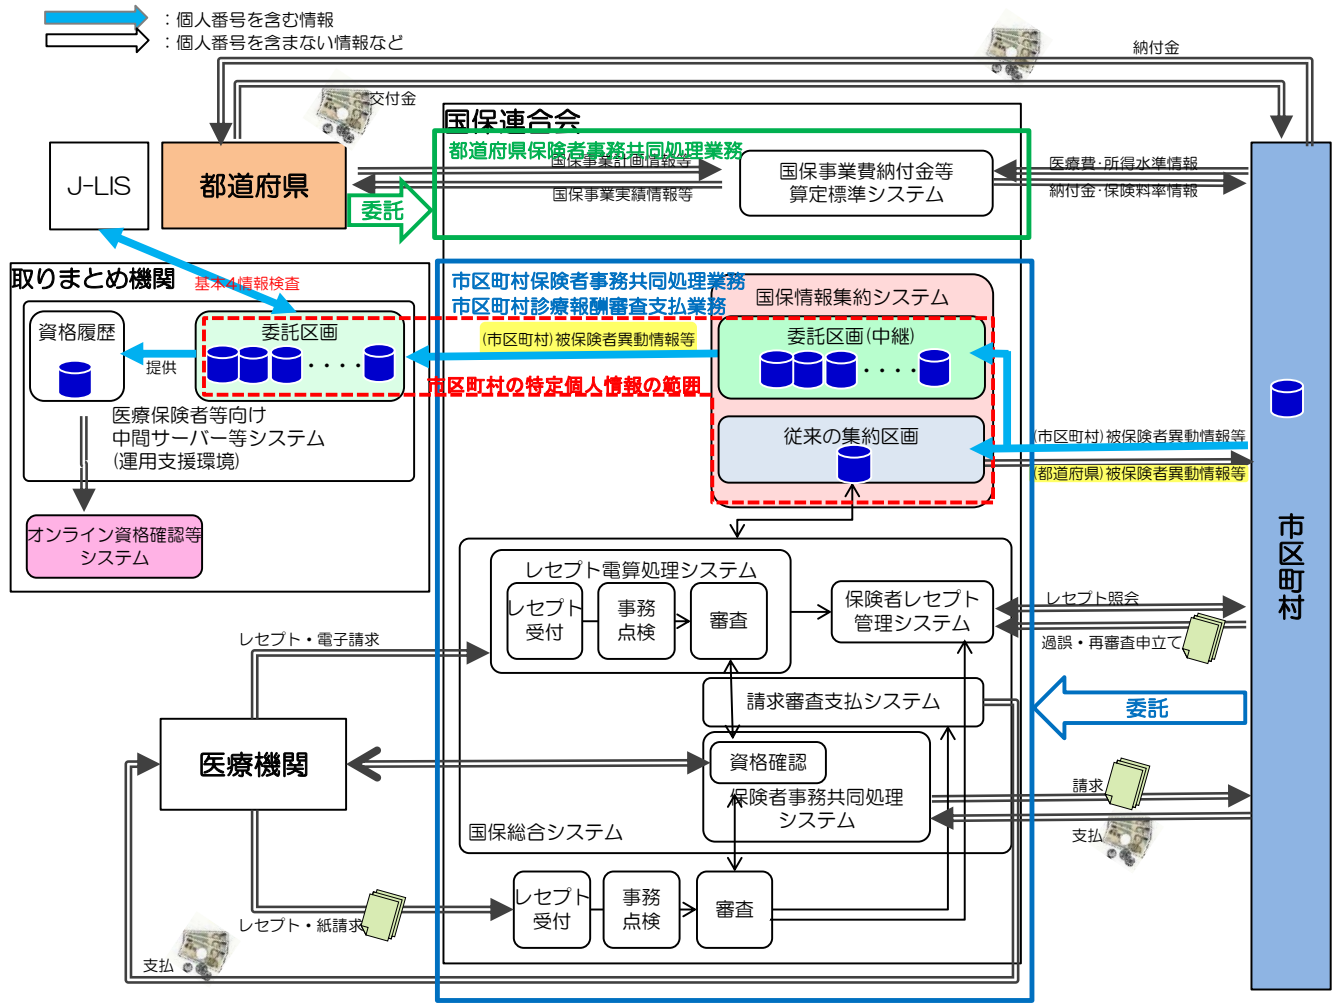 ：個人番号を含む情報
：個人番号を含まない情報など
納付金
交付金
国保連合会
都道府県保険者事務共同処理業務
J-LIS
都道府県
国保事業計画情報等
国保事業実績情報等
委託
国保事業費納付金等
算定標準システム
医療費･所得水準情報
納付金･保険料率情報
取りまとめ機関
基本4情報検査
市区町村保険者事務共同処理業務
市区町村診療報酬審査支払業務
国保情報集約システム
資格履歴
委託区画
････
提供
(市区町村)被保険者異動情報等
委託区画(中継)
････
市区町村の特定個人情報の範囲
医療保険者等向け
中間サーバー等システム
(運用支援環境)
従来の集約区画
(市区町村)被保険者異動情報等
(都道府県)被保険者異動情報等
オンライン資格確認等
システム
市区町村
レセプト電算処理システム
レセプト
受付
事務
点検
審査
保険者レセプト
管理システム
レセプト照会
過誤・再審査申立て
レセプト・電子請求
請求審査支払システム
委託
医療機関
資格確認
保険者事務共同処理
システム
国保総合システム
請求
支払
レセプト・紙請求
レセプト
受付
事務
点検
審査
支払